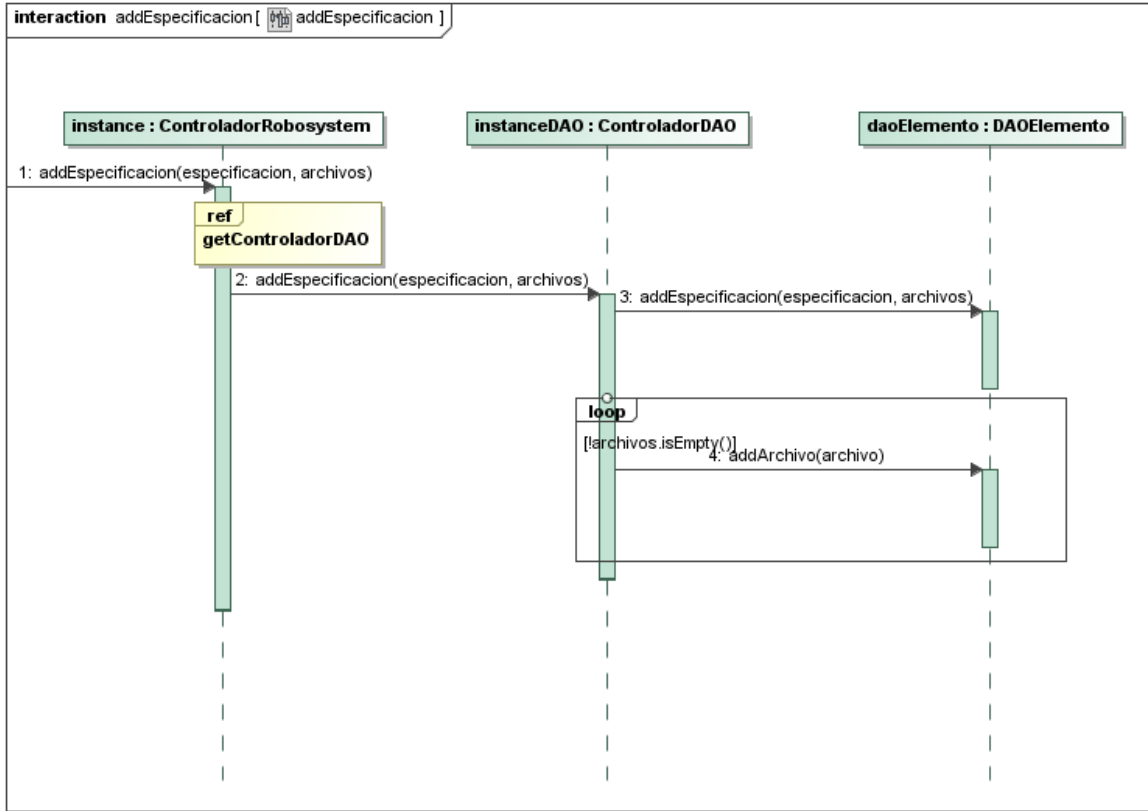 interaction addEspecificacion[ addEspecificacion ]
instance : ControladorRobosystem
instanceDAO : ControladorDAO
daoElemento : DAOElemento
1: addEspecificacion(especificacion, archivos)
ref
getControladorDAO
2: addEspecificacion(especificacion, archivos)
3: addEspecificacion(especificacion, archivos)
loop
[!archivos.isEmpty()]
4: addArchivo(archivo)